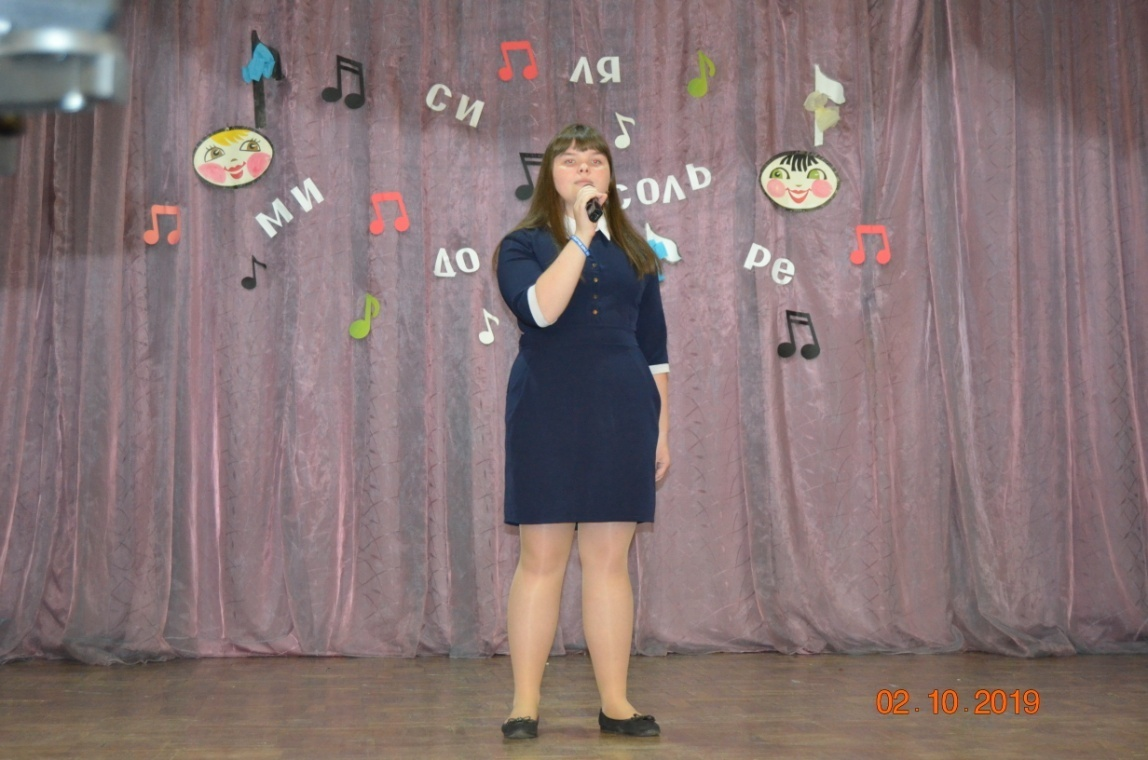 ЛЯ
СИ
СОЛЬ
МИ
ДО
РЕ
02.10.2019